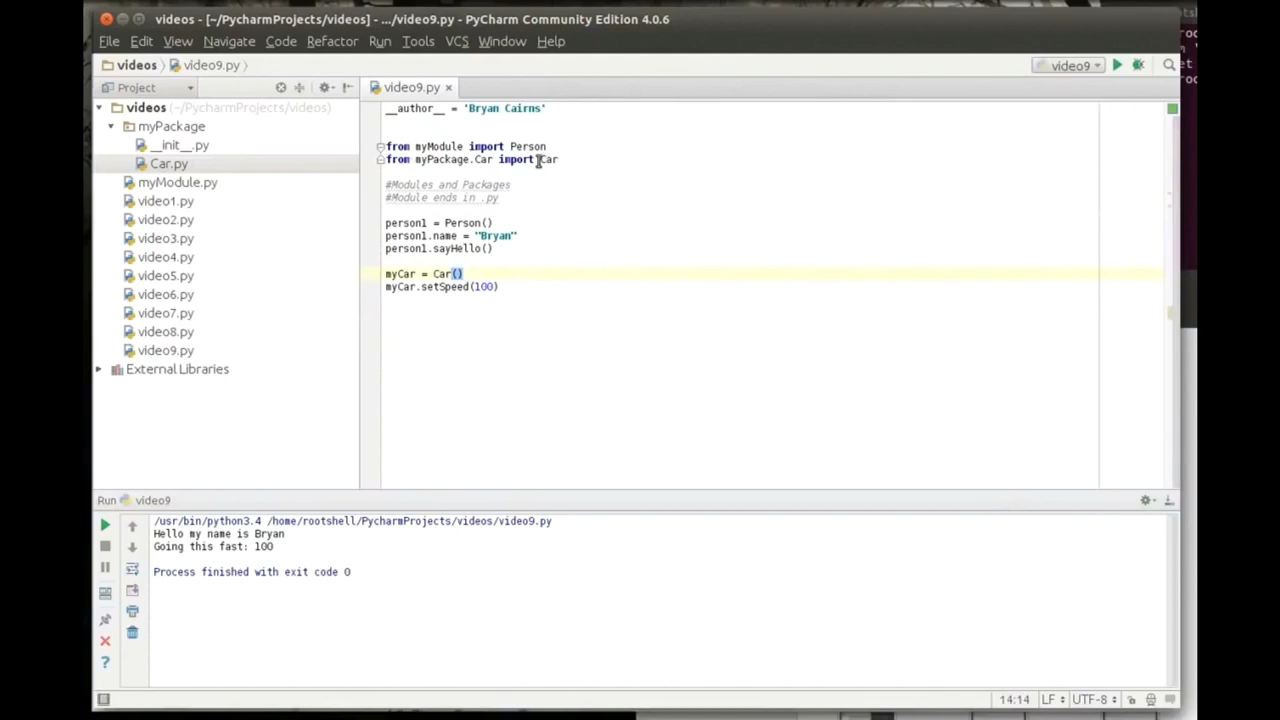 videos - [~/PycharmProjects/videos] - .../video9.py - PyCharm Community Edition 4.0.6
File Edit View Navigate Code Refactor Run Tools VCS Window Help
videos video9.py video9
Project video9.py
videos (~/PycharmProjects/videos)
myPackage
__init__.py
Car.py
myModule.py
video1.py
video2.py
video3.py
video4.py
video5.py
video6.py
video7.py
video8.py
video9.py
External Libraries
__author__ = 'Bryan Cairns'
from myModule import Person
from myPackage.Car import Car
#Modules and Packages
#Module ends in .py
person1 = Person()
person1.name = "Bryan"
person1.sayHello()
myCar = Car()
myCar.setSpeed(100)
Run video9
/usr/bin/python3.4 /home/rootshell/PycharmProjects/videos/video9.py
Hello my name is Bryan
Going this fast: 100
Process finished with exit code 0
14:14 LF UTF-8